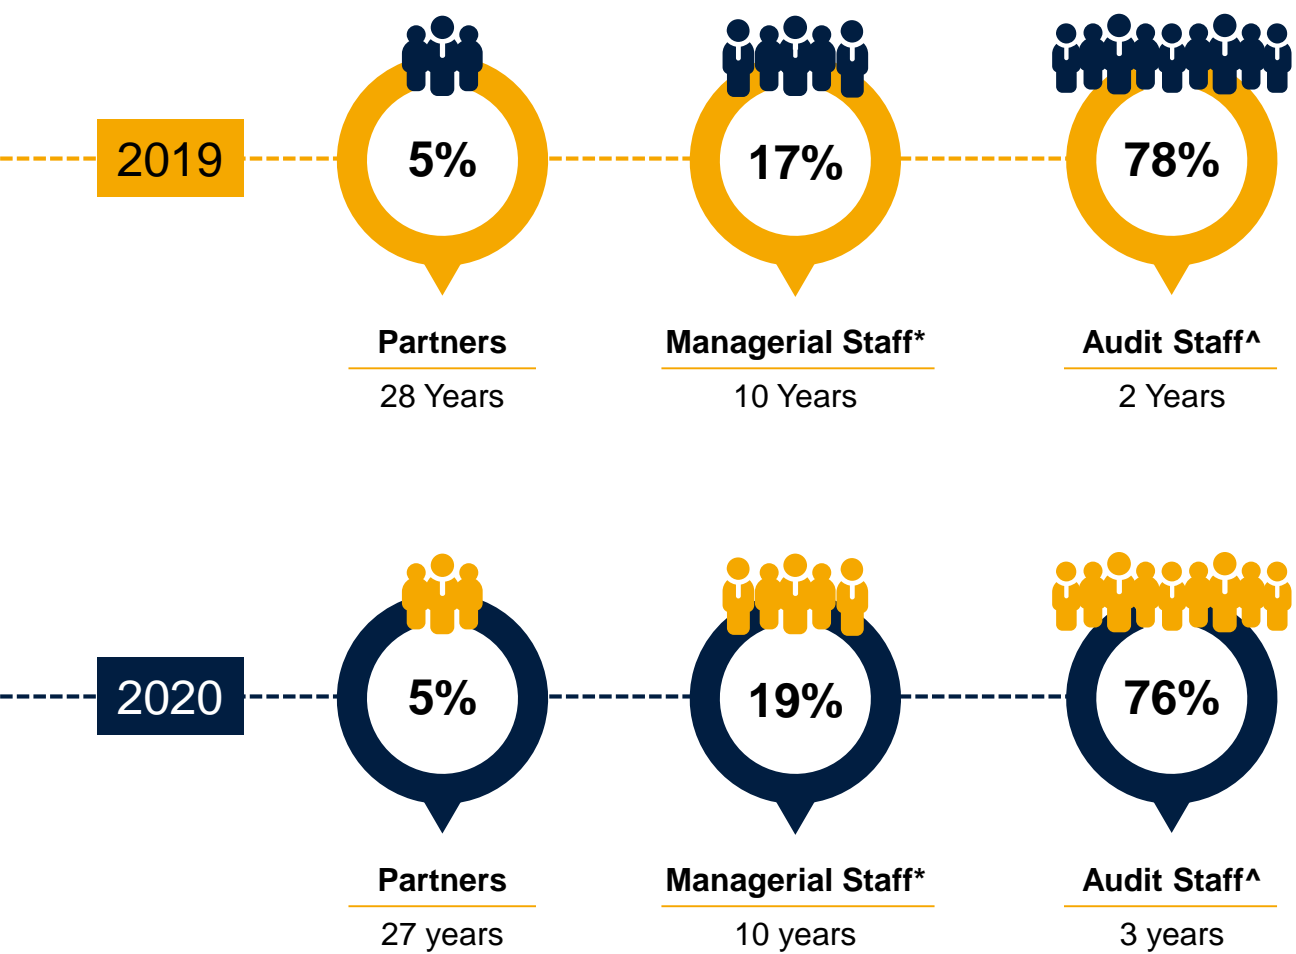 2019
5%
17%
78%
Partners
Managerial Staff*
Audit Staff^
28 Years
10 Years
2 Years
2020
5%
19%
76%
Partners
Managerial Staff*
Audit Staff^
27 years
10 years
3 years